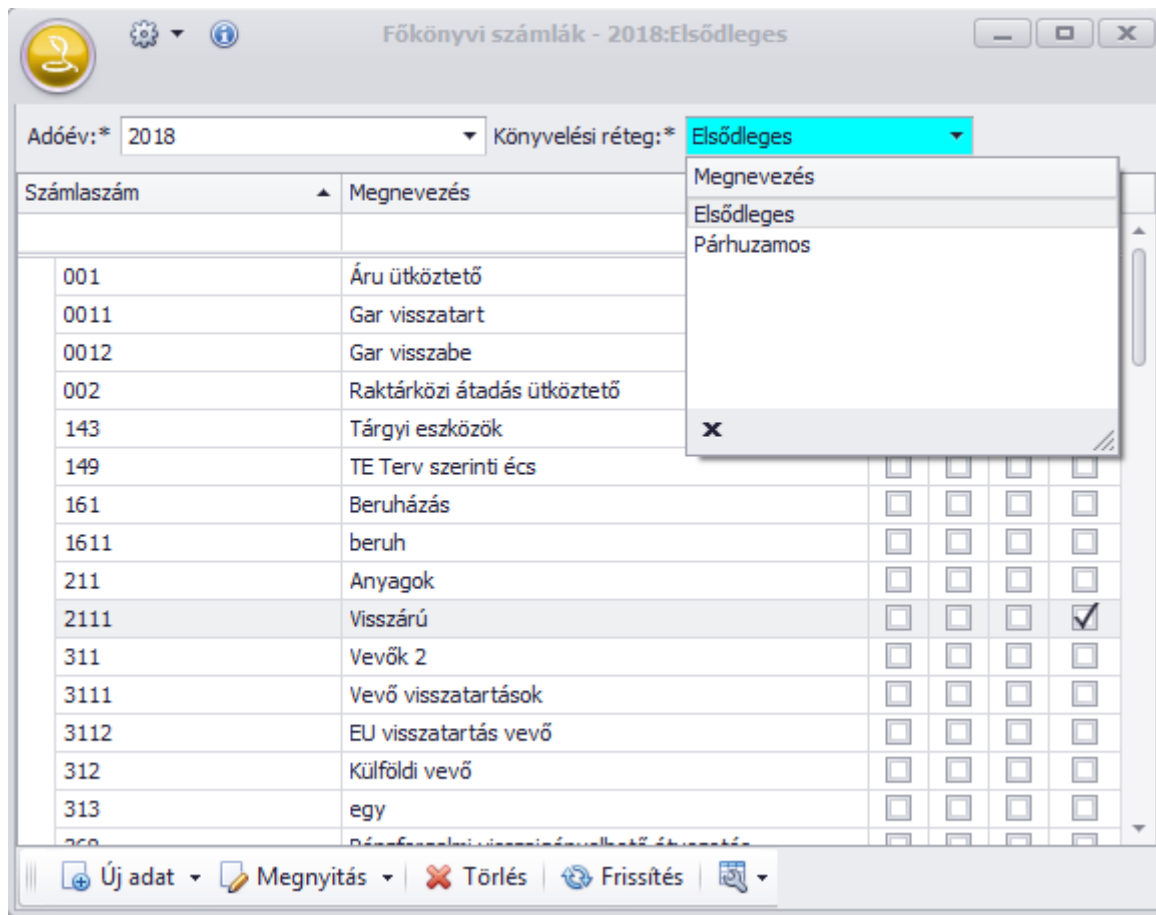 Főkönyvi számlák - 2018:Elsődleges
Adóév:* 2018 Könyvelési réteg:* Elsődleges
Számlaszám Megnevezés
Megnevezés
Elsődleges
Párhuzamos
001 Áru ütköztető
0011 Gar visszatart
0012 Gar visszabe
002 Raktárközi átadás ütköztető
143 Tárgyi eszközök
149 TE Terv szerinti écs
161 Beruházás
1611 beruh
211 Anyagok
2111 Visszárú
311 Vevők 2
3111 Vevő visszatartások
3112 EU visszatartás vevő
312 Külföldi vevő
313 egy
Új adat Megnyitás Törlés Frissítés